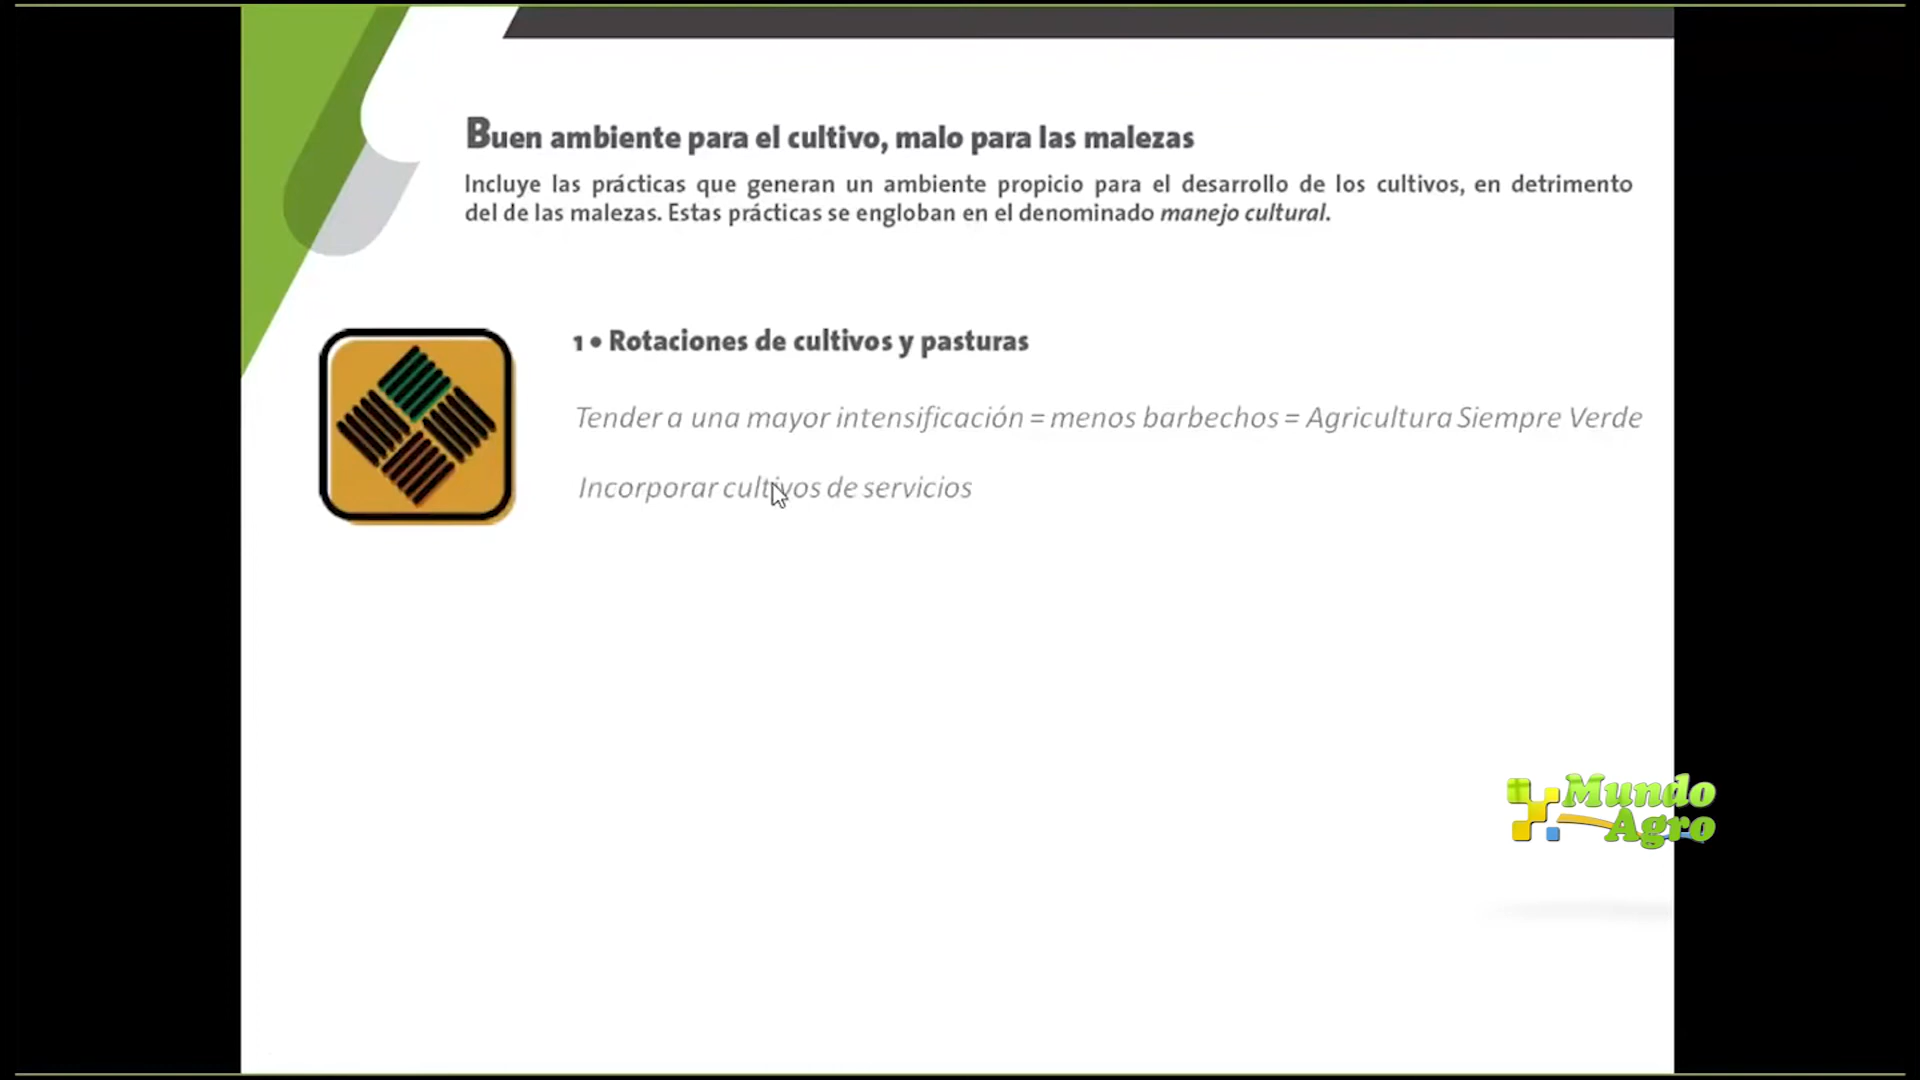 Buen ambiente para el cultivo, malo para las malezas
Incluye las prácticas que generan un ambiente propicio para el desarrollo de los cultivos, en detrimento
del de las malezas. Estas prácticas se engloban en el denominado manejo cultural.
1 • Rotaciones de cultivos y pasturas
Tender a una mayor intensificación = menos barbechos = Agricultura Siempre Verde
Incorporar cultivos de servicios
Mundo
Agro